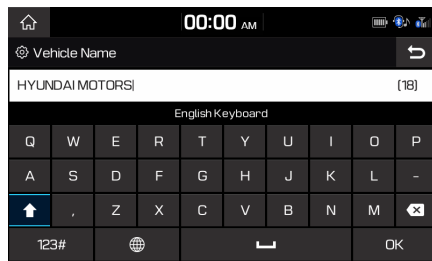 00:00 AM
Vehicle Name
HYUNDAI MOTORS (18)
English Keyboard
Q W E R T Y U I O P
A S D F G H J K L -
, Z X C V B N M
123# OK